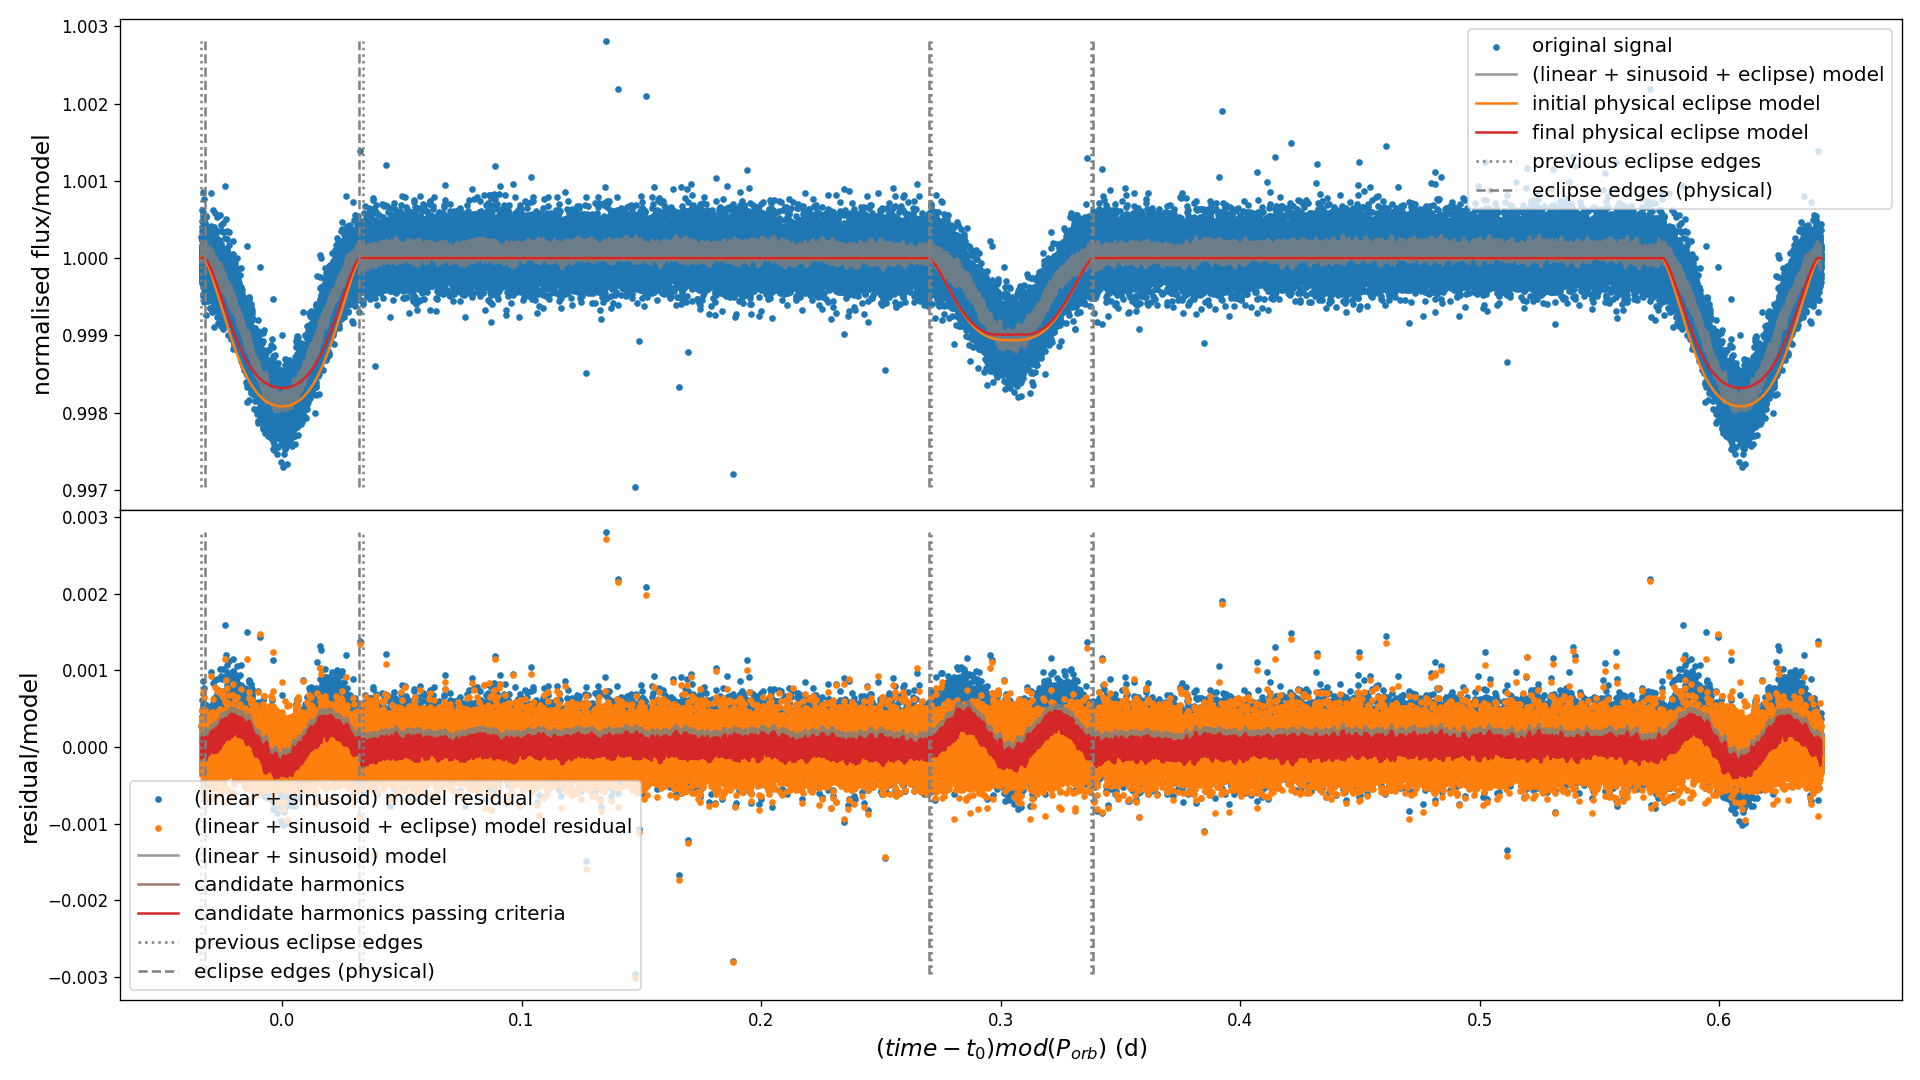 1.003
1.002
1.001
1.000
0.999
0.998
0.997
normalised flux/model
original signal
(linear + sinusoid + eclipse) model
initial physical eclipse model
final physical eclipse model
previous eclipse edges
eclipse edges (physical)
0.003
0.002
0.001
0.000
−0.001
−0.002
−0.003
residual/model
(linear + sinusoid) model residual
(linear + sinusoid + eclipse) model residual
(linear + sinusoid) model
candidate harmonics
candidate harmonics passing criteria
previous eclipse edges
eclipse edges (physical)
0.0 0.1 0.2 0.3 0.4 0.5 0.6
(time − t₀)mod(P_orb) (d)